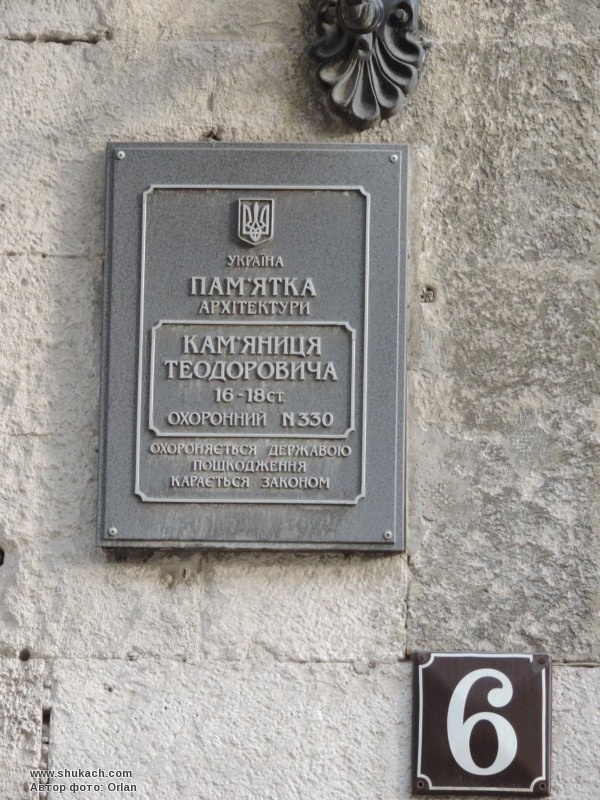 УКРАЇНА
ПАМ'ЯТКА
АРХІТЕКТУРИ
КАМ'ЯНИЦЯ
ТЕОДОРОВИЧА
16-18СТ.
ОХОРОННИЙ N330
ОХОРОНЯЄТЬСЯ ДЕРЖАВОЮ
ПОШКОДЖЕННЯ
КАРАЄТЬСЯ ЗАКОНОМ
6
www.shukach.com
Автор фото: Orlan